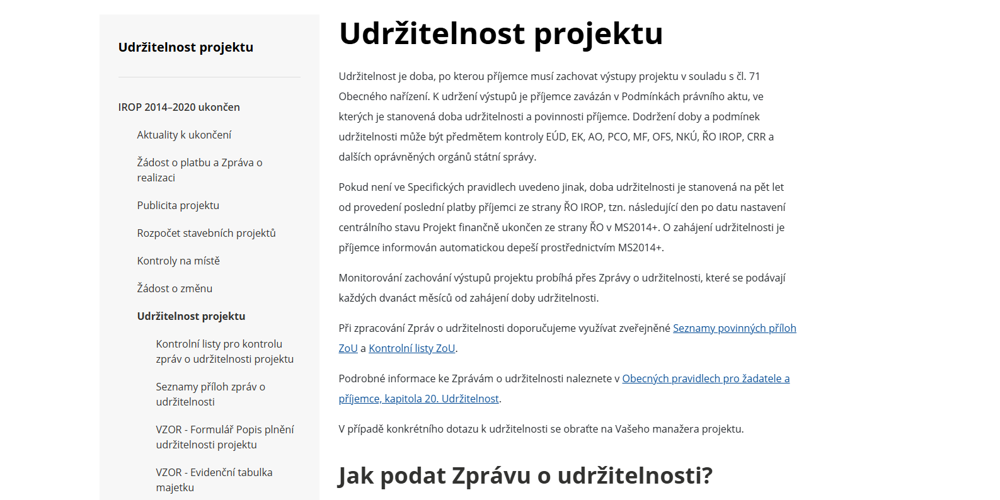 Udržitelnost projektu
IROP 2014–2020 ukončen
Aktuality k ukončení
Žádost o platbu a Zpráva o
realizaci
Publicita projektu
Rozpočet stavebních projektů
Kontroly na místě
Žádost o změnu
Udržitelnost projektu
Kontrolní listy pro kontrolu
zpráv o udržitelnosti projektu
Seznamy příloh zpráv o
udržitelnosti
VZOR - Formulář Popis plnění
udržitelnosti projektu
VZOR - Evidenční tabulka
majetku
Udržitelnost projektu
Udržitelnost je doba, po kterou příjemce musí zachovat výstupy projektu v souladu s čl. 71
Obecného nařízení. K udržení výstupů je příjemce zavázán v Podmínkách právního aktu, ve
kterých je stanovená doba udržitelnosti a povinnosti příjemce. Dodržení doby a podmínek
udržitelnosti může být předmětem kontroly EÚD, EK, AO, PCO, MF, OFS, NKÚ, ŘO IROP, CRR a
dalších oprávněných orgánů státní správy.
Pokud není ve Specifických pravidlech uvedeno jinak, doba udržitelnosti je stanovená na pět let
od provedení poslední platby příjemci ze strany ŘO IROP, tzn. následující den po datu nastavení
centrálního stavu Projekt finančně ukončen ze strany ŘO v MS2014+. O zahájení udržitelnosti je
příjemce informován automatickou depeší prostřednictvím MS2014+.
Monitorování zachování výstupů projektu probíhá přes Zprávy o udržitelnosti, které se podávají
každých dvanáct měsíců od zahájení doby udržitelnosti.
Při zpracování Zpráv o udržitelnosti doporučujeme využívat zveřejněné Seznamy povinných příloh
ZoU a Kontrolní listy ZoU.
Podrobné informace ke Zprávám o udržitelnosti naleznete v Obecných pravidlech pro žadatele a
příjemce, kapitola 20. Udržitelnost.
V případě konkrétního dotazu k udržitelnosti se obraťte na Vašeho manažera projektu.
Jak podat Zprávu o udržitelnosti?